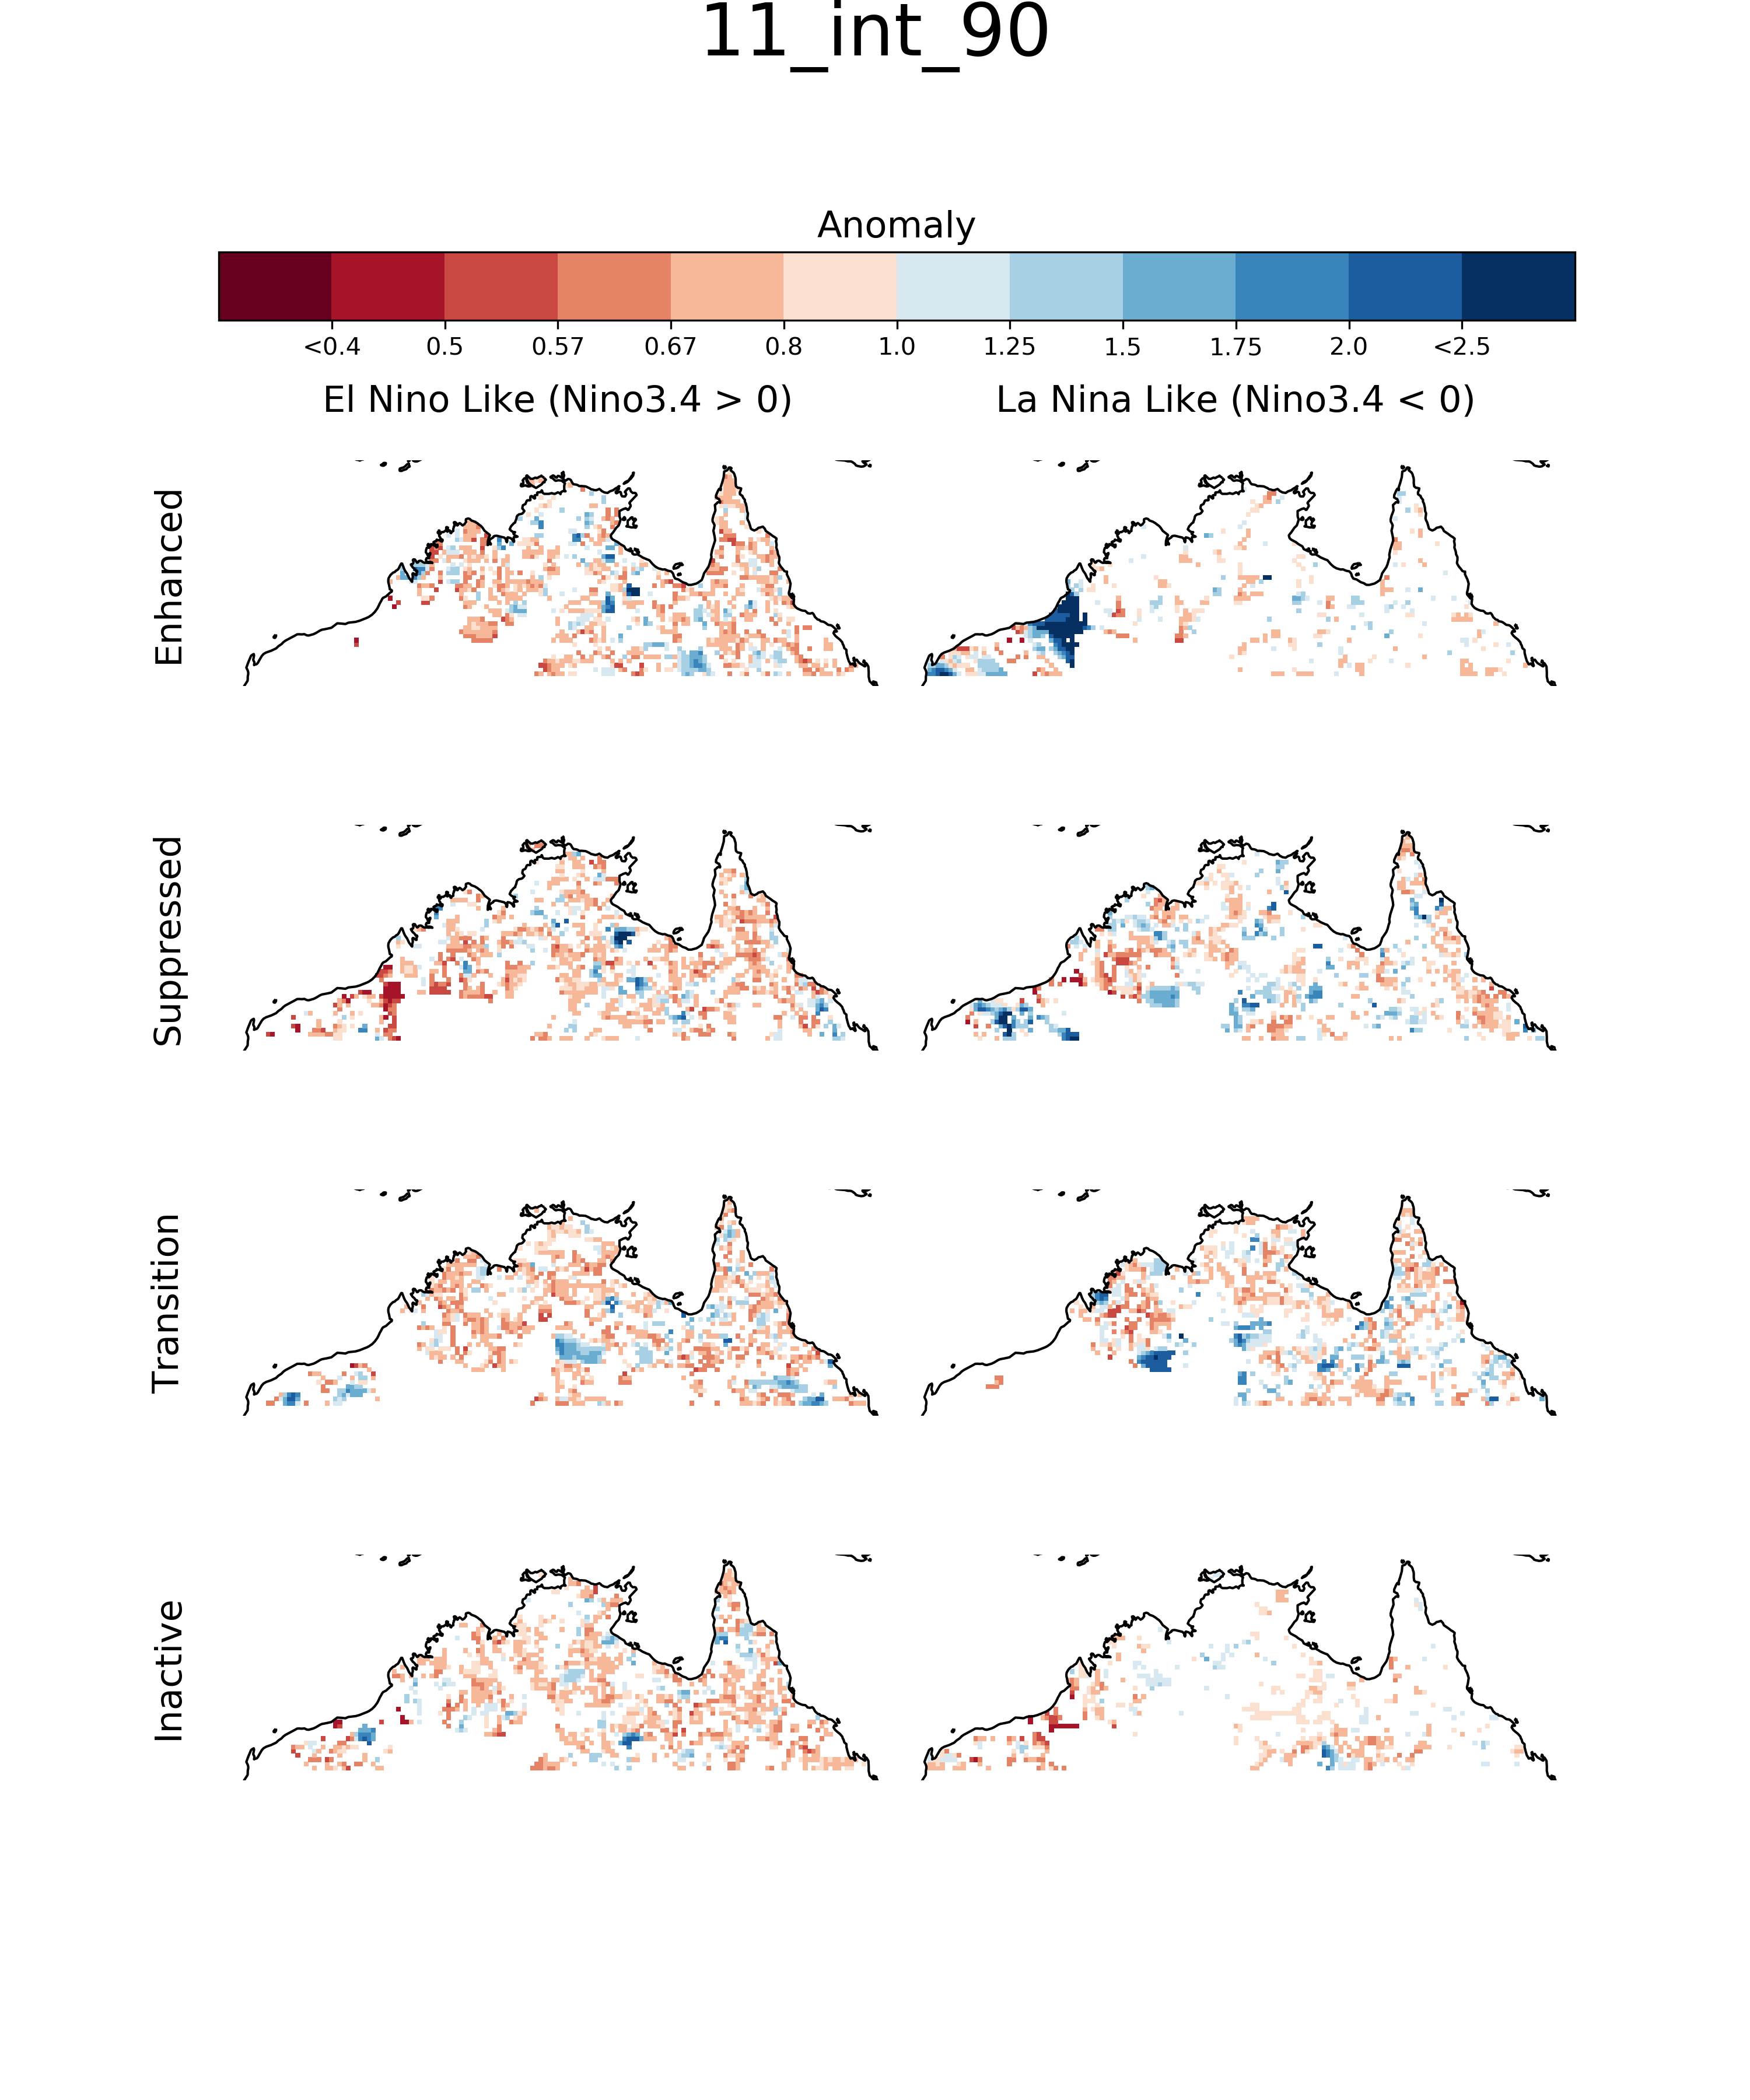 11_int_90
Anomaly
<0.4 0.5 0.57 0.67 0.8 1.0 1.25 1.5 1.75 2.0 <2.5
El Nino Like (Nino3.4 > 0) La Nina Like (Nino3.4 < 0)
Enhanced
Suppressed
Transition
Inactive